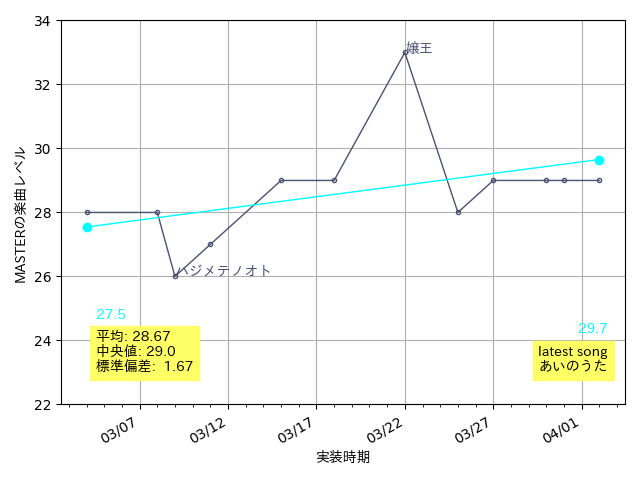 34
32
30
28
26
24
22
MASTERの楽曲レベル
嬢王
ハジメテノオト
27.5
平均: 28.67
中央値: 29.0
標準偏差: 1.67
29.7
latest song
あいのうた
03/07
03/12
03/17
03/22
03/27
04/01
実装時期